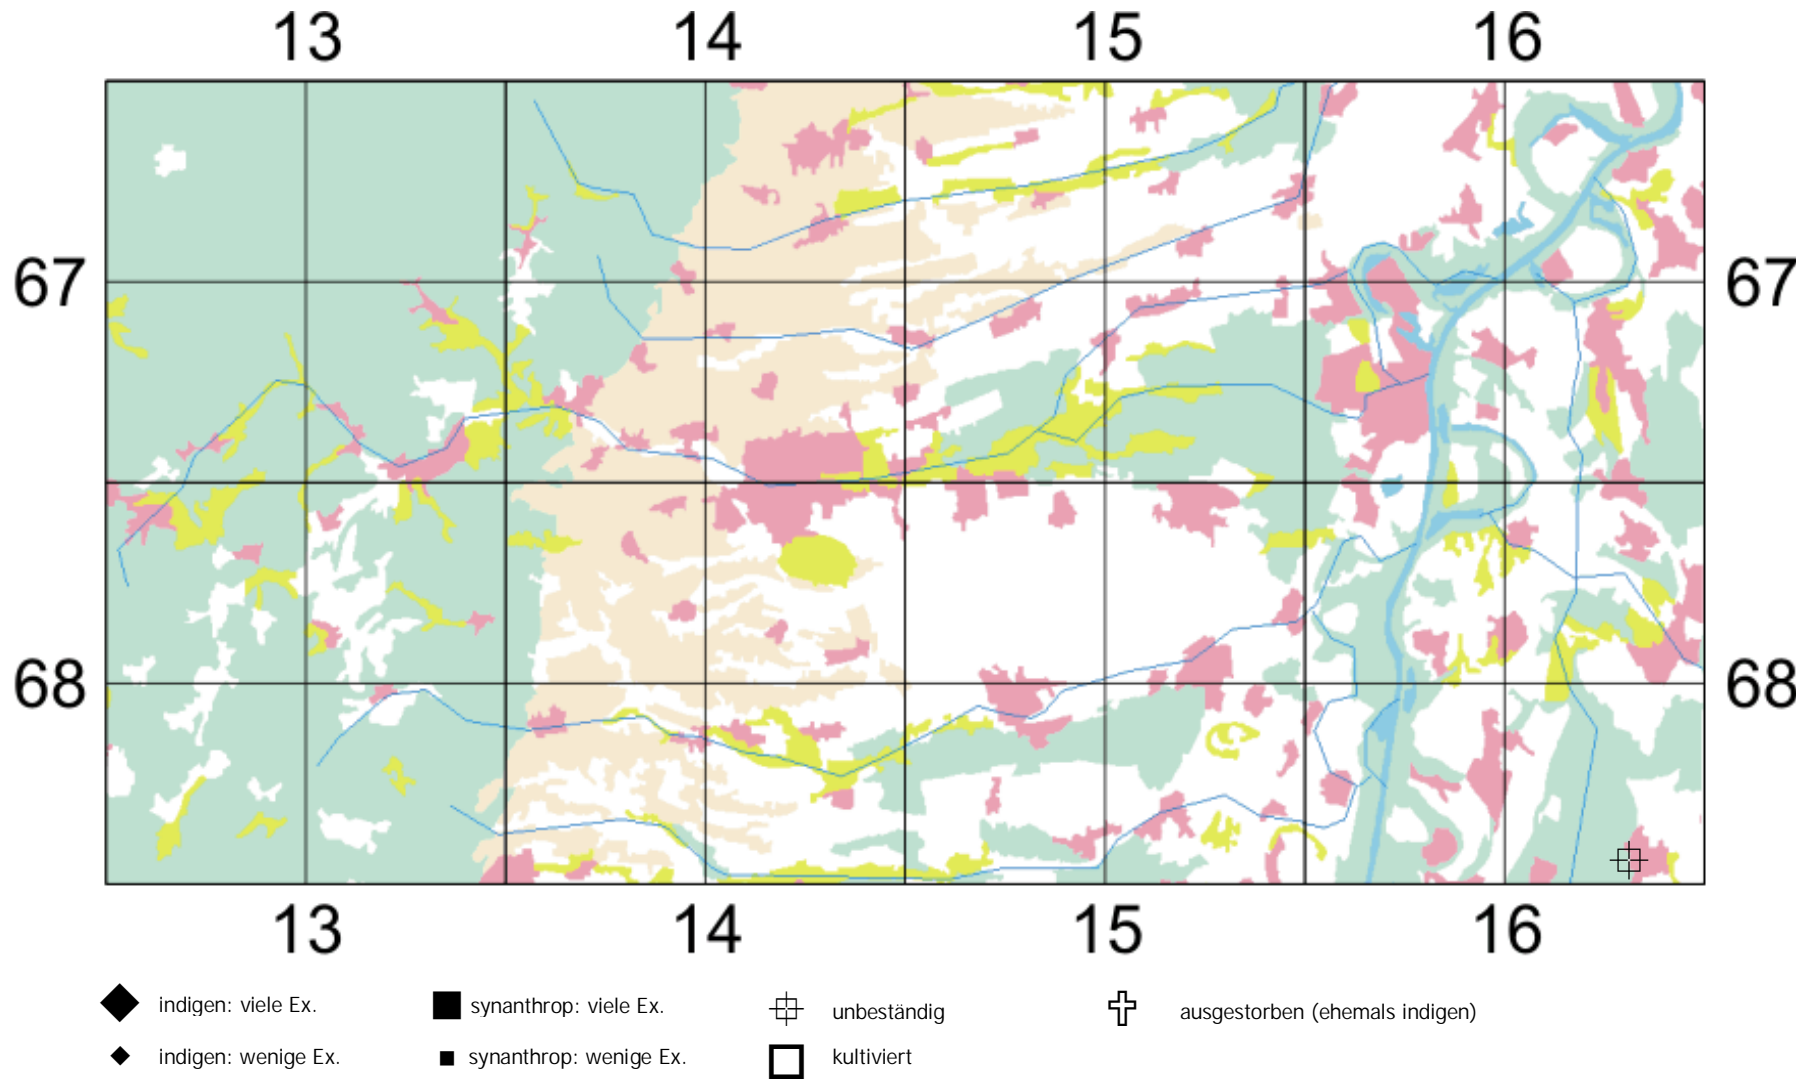 13 14 15 16
67 67
68 68
13 14 15 16
indigen: viele Ex. synanthrop: viele Ex. unbeständig ausgestorben (ehemals indigen)
indigen: wenige Ex. synanthrop: wenige Ex. kultiviert